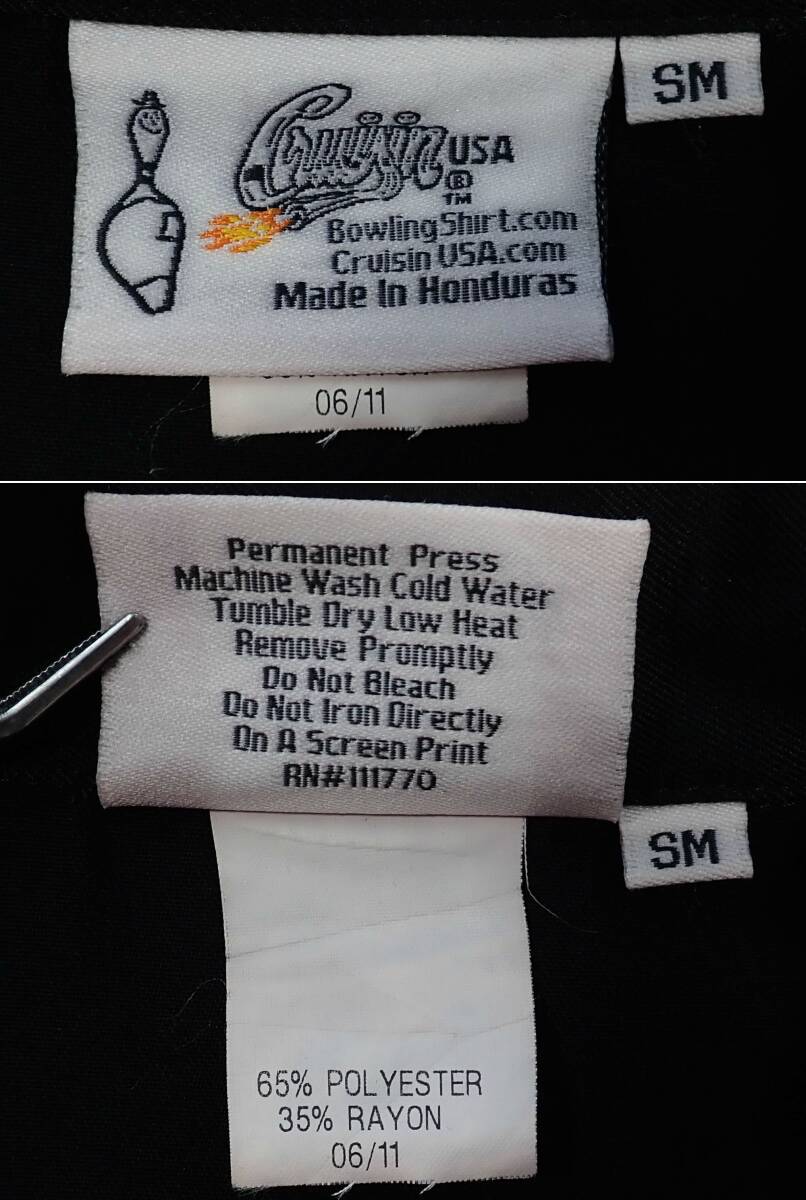 Cruisin USA
®
TM
SM
BowlingShirt.com
CruisinUSA.com
Made In Honduras
06/11
Permanent Press
Machine Wash Cold Water
Tumble Dry Low Heat
Remove Promptly
Do Not Bleach
Do Not Iron Directly
On A Screen Print
RN#111770
SM
65% POLYESTER
35% RAYON
06/11